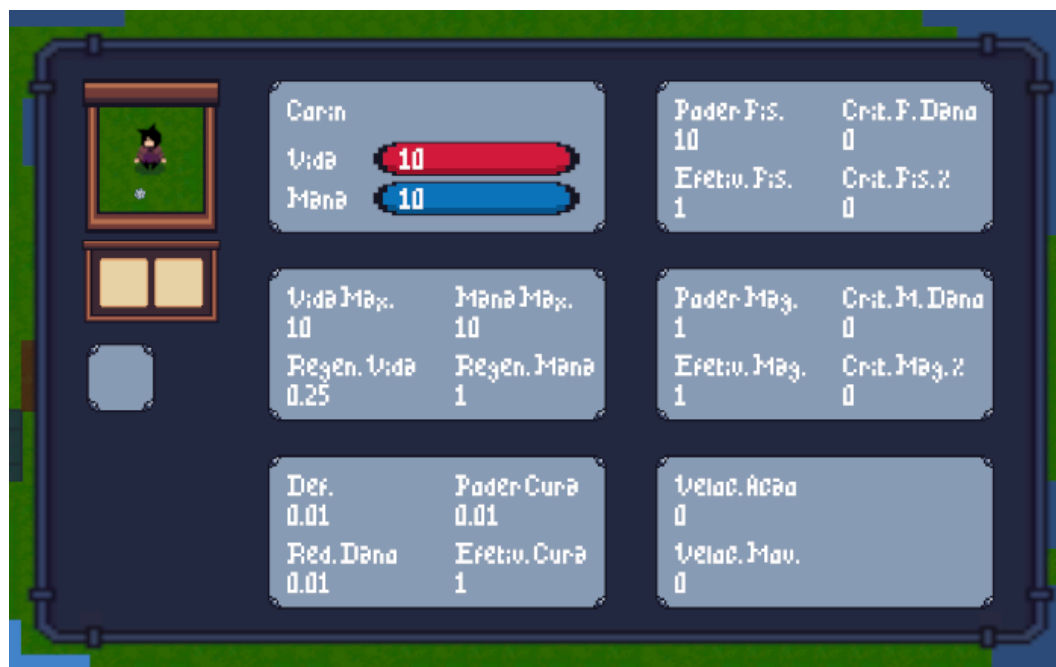 Carin
Vida 10
Mana 10
Poder Fis. Crit. F. Dano
10 0
Efetiv. Fis. Crit. Fis. %
1 0
Vida Max. Mana Max.
10 10
Regen. Vida Regen. Mana
0.25 1
Poder Mag. Crit. M. Dano
1 0
Efetiv. Mag. Crit. Mag. %
1 0
Def. Poder Cura
0.01 0.01
Red. Dano Efetiv. Cura
0.01 1
Veloc. Acao
0
Veloc. Mov.
0